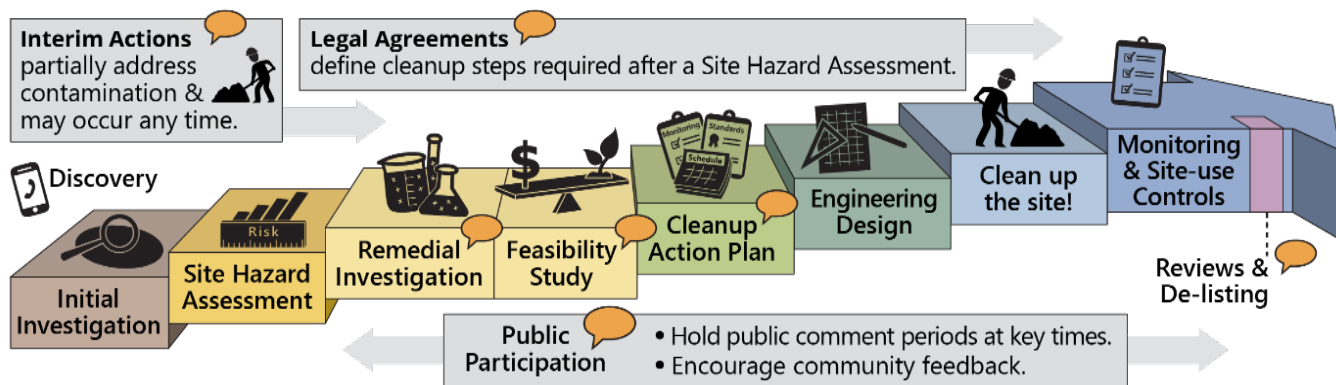 Interim Actions
partially address
contamination &
may occur any time.
Legal Agreements
define cleanup steps required after a Site Hazard Assessment.
Discovery
Initial
Investigation
Risk
Site Hazard
Assessment
Remedial
Investigation
$
Feasibility
Study
Monitoring
Standards
Schedule
Cleanup
Action Plan
Engineering
Design
Clean up
the site!
Monitoring
& Site-use
Controls
Reviews &
De-listing
Public
Participation
• Hold public comment periods at key times.
• Encourage community feedback.